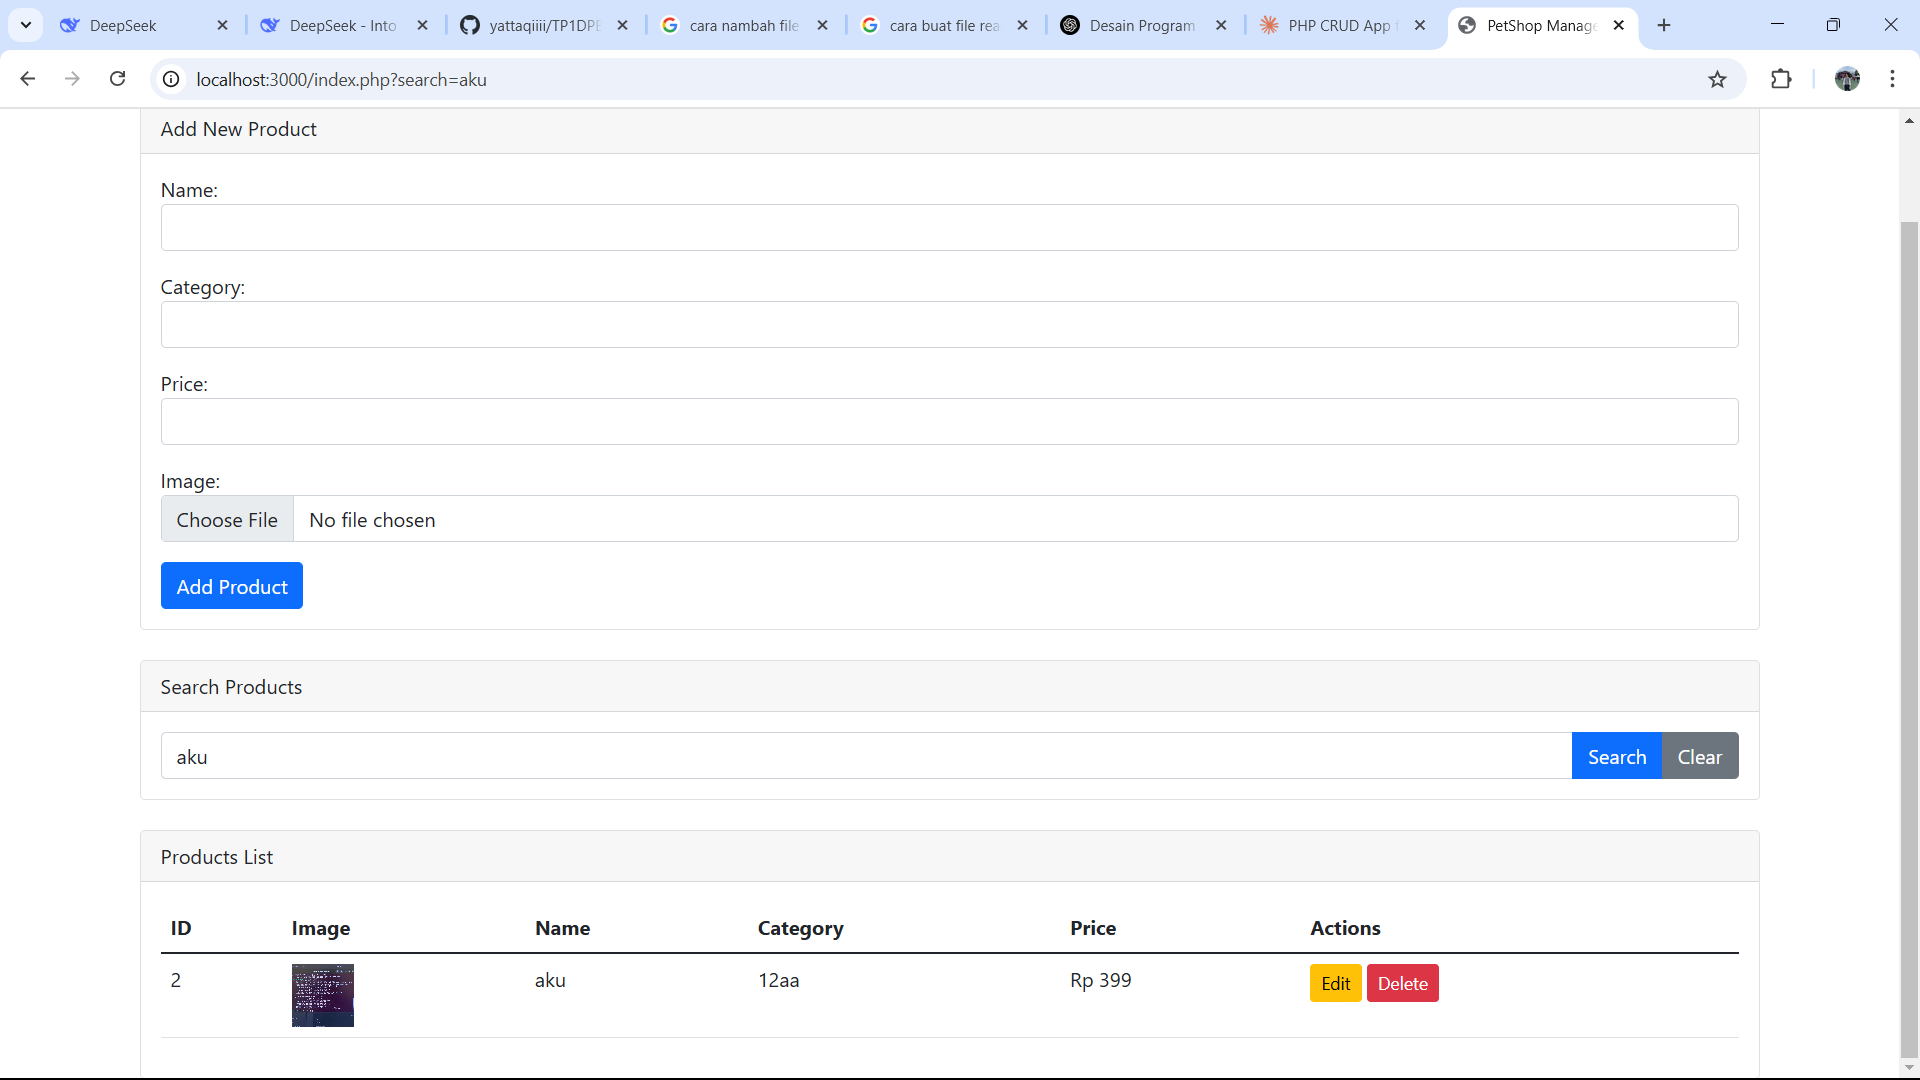 DeepSeek
DeepSeek - Into
yattaqiiii/TP1DPB
cara nambah file
cara buat file rea
Desain Program
PHP CRUD App
PetShop Manage
localhost:3000/index.php?search=aku
Add New Product
Name:
Category:
Price:
Image:
Choose File No file chosen
Add Product
Search Products
aku Search Clear
Products List
ID Image Name Category Price Actions
2 aku 12aa Rp 399 Edit Delete